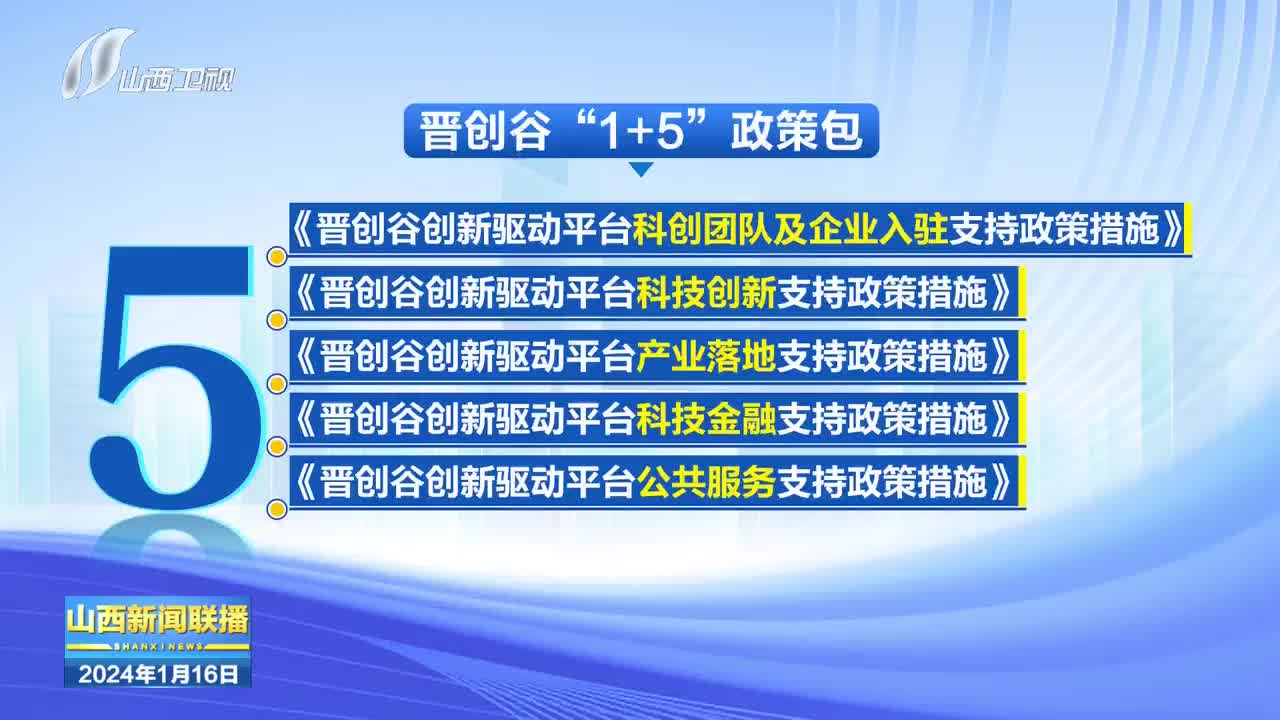 山西卫视
晋创谷“1+5”政策包
5
《晋创谷创新驱动平台科创团队及企业入驻支持政策措施》
《晋创谷创新驱动平台科技创新支持政策措施》
《晋创谷创新驱动平台产业落地支持政策措施》
《晋创谷创新驱动平台科技金融支持政策措施》
《晋创谷创新驱动平台公共服务支持政策措施》
山西新闻联播
SHANXI NEWS
2024年1月16日